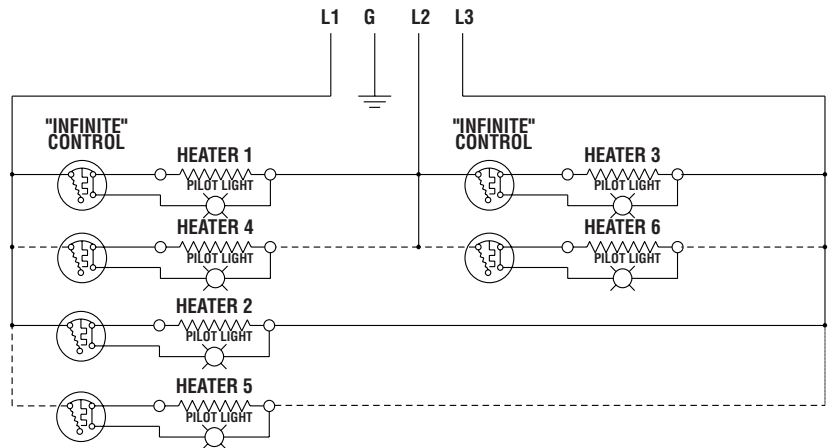 L1 G L2 L3
"INFINITE"
CONTROL
HEATER 1
PILOT LIGHT
"INFINITE"
CONTROL
HEATER 3
PILOT LIGHT
HEATER 4
PILOT LIGHT
HEATER 6
PILOT LIGHT
HEATER 2
PILOT LIGHT
HEATER 5
PILOT LIGHT